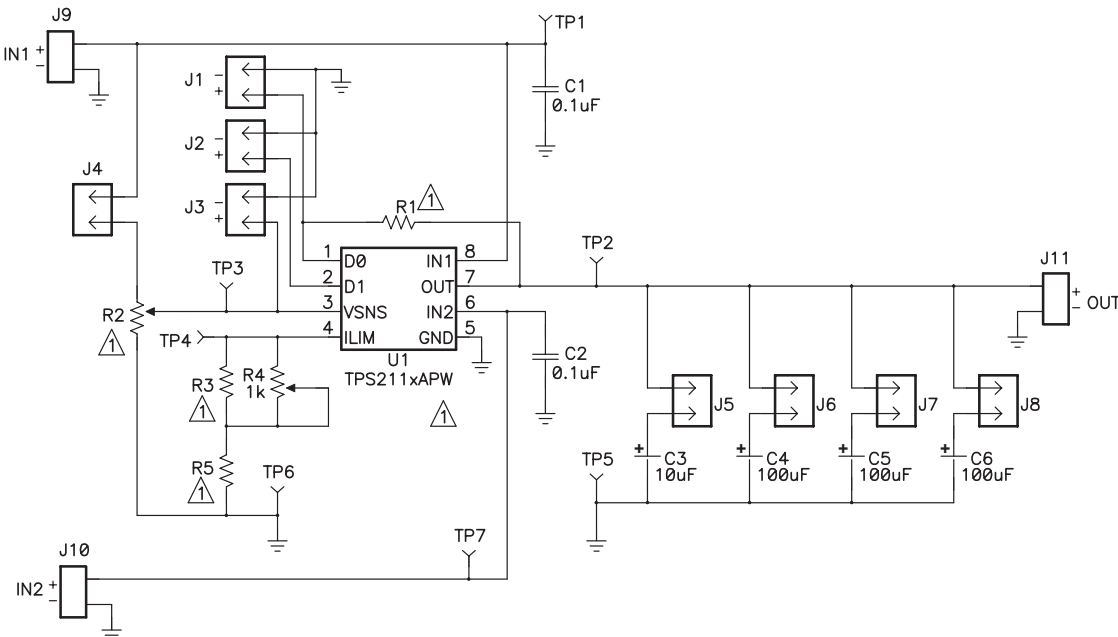 J9
IN1 + -
TP1
C1
0.1uF
J1 - +
J2 - +
J3 - +
J4
R1 1
TP3
1 D0
2 D1
3 VSNS
4 ILIM
IN1 8
OUT 7
IN2 6
GND 5
U1
TPS211xAPW
1
TP2
J11
+ - OUT
R2
1
TP4
R3
1
R4
1k
C2
0.1uF
J5
J6
J7
J8
+ C3
10uF
+ C4
100uF
+ C5
100uF
+ C6
100uF
R5
1
TP6
TP5
TP7
J10
IN2 + -